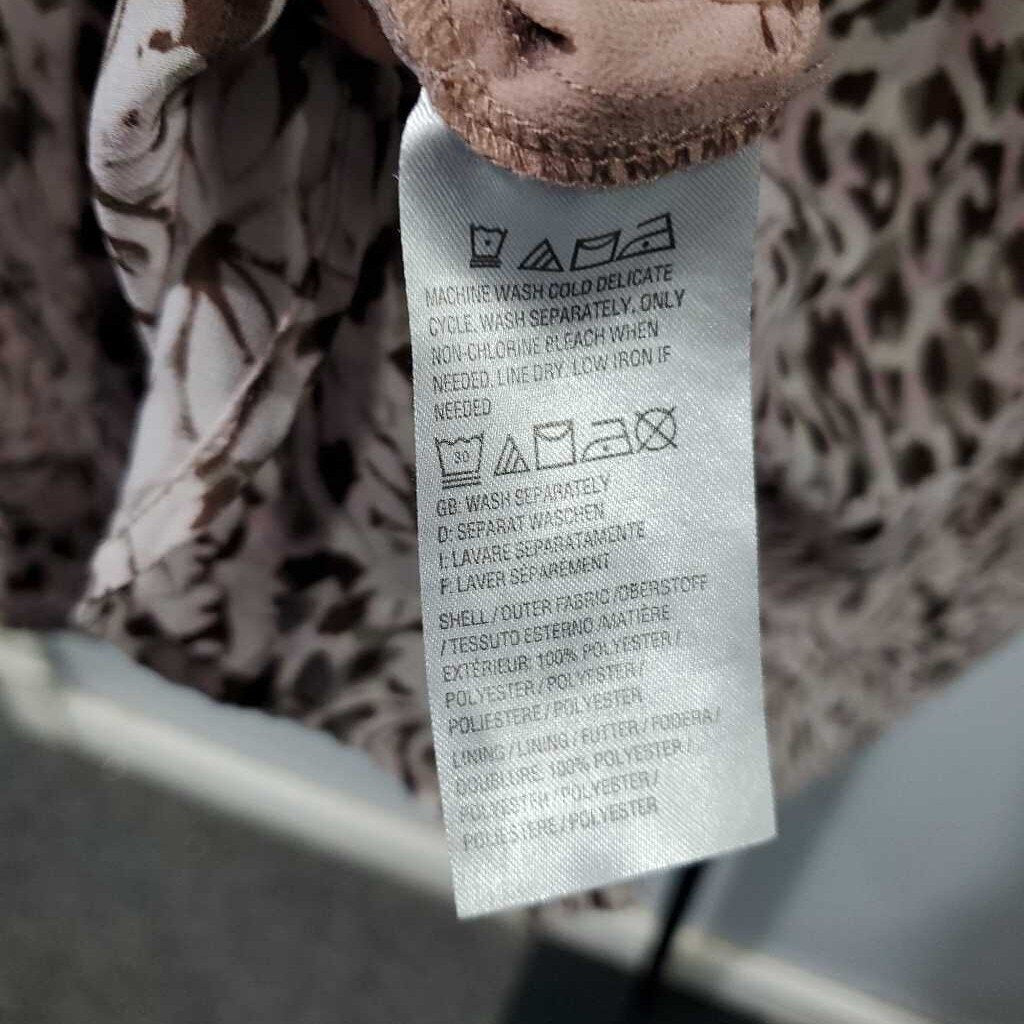 MACHINE WASH COLD DELICATE
CYCLE. WASH SEPARATELY. ONLY
NON-CHLORINE BLEACH WHEN
NEEDED. LINE DRY. LOW IRON IF
NEEDED
30
GB: WASH SEPARATELY
D: SEPARAT WASCHEN
I: LAVARE SEPARATAMENTE
F: LAVER SÉPARÉMENT
SHELL / OUTER FABRIC / OBERSTOFF
/ TESSUTO ESTERNO / MATIÈRE
EXTÉRIEUR: 100% POLYESTER /
POLYESTER / POLYESTER /
POLIESTERE / POLYESTER
LINING / LINING / FUTTER / FODERA /
DOUBLURE: 100% POLYESTER /
POLYESTER / POLYESTER /
POLIESTERE / POLYESTER